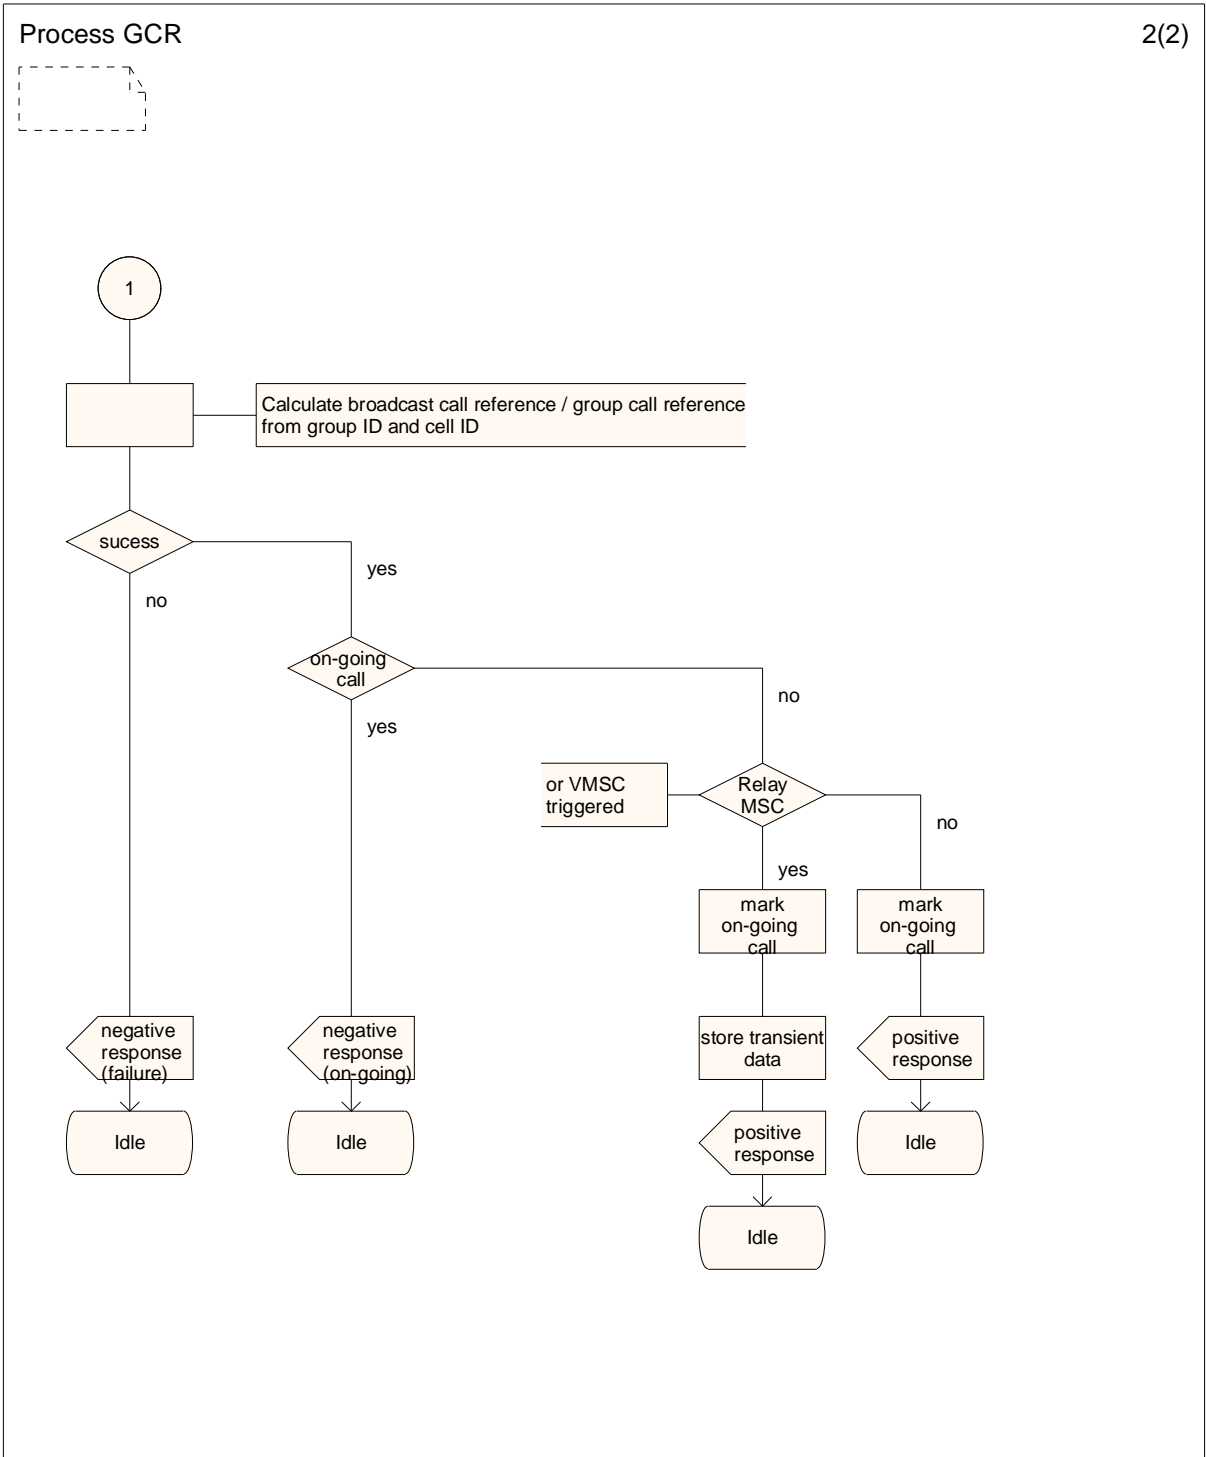 Process GCR
2(2)
1
Calculate broadcast call reference / group call reference
from group ID and cell ID
sucess
yes
no
on-going
call
no
yes
or VMSC
triggered
Relay
MSC
no
yes
mark
on-going
call
mark
on-going
call
negative
response
(failure)
negative
response
(on-going)
store transient
data
positive
response
Idle
Idle
positive
response
Idle
Idle